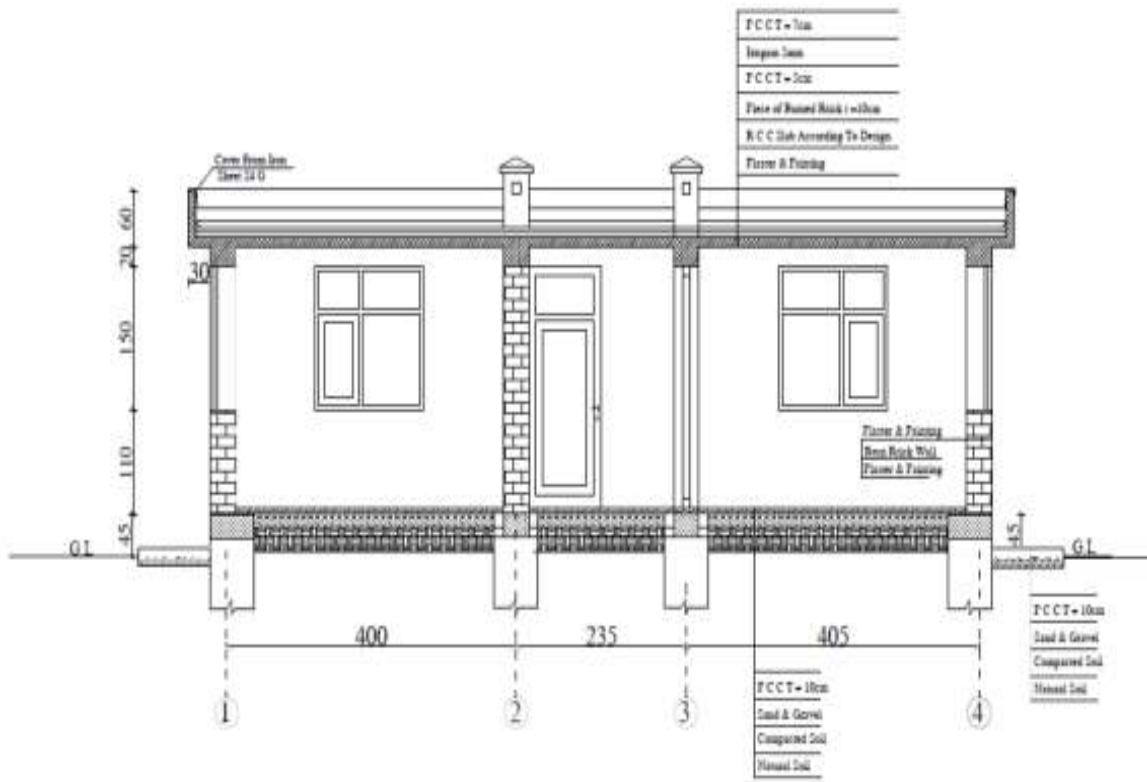 P C C T = 7cm
Isogam 5mm
P C C T = 5cm
Piece of Burned Brick t =10cm
R C C Slab According To Design
Plaster & Painting
Cover From Iron
Sheet 24 G
60
20
30
150
110
45
G.L
Plaster & Painting
Burn Brick Wall
Plaster & Painting
45
G.L
P C C T = 10cm
Sand & Gravel
Compacted Soil
Natural Soil
400
235
405
P C C T = 10cm
Sand & Gravel
Compacted Soil
Natural Soil
1
2
3
4